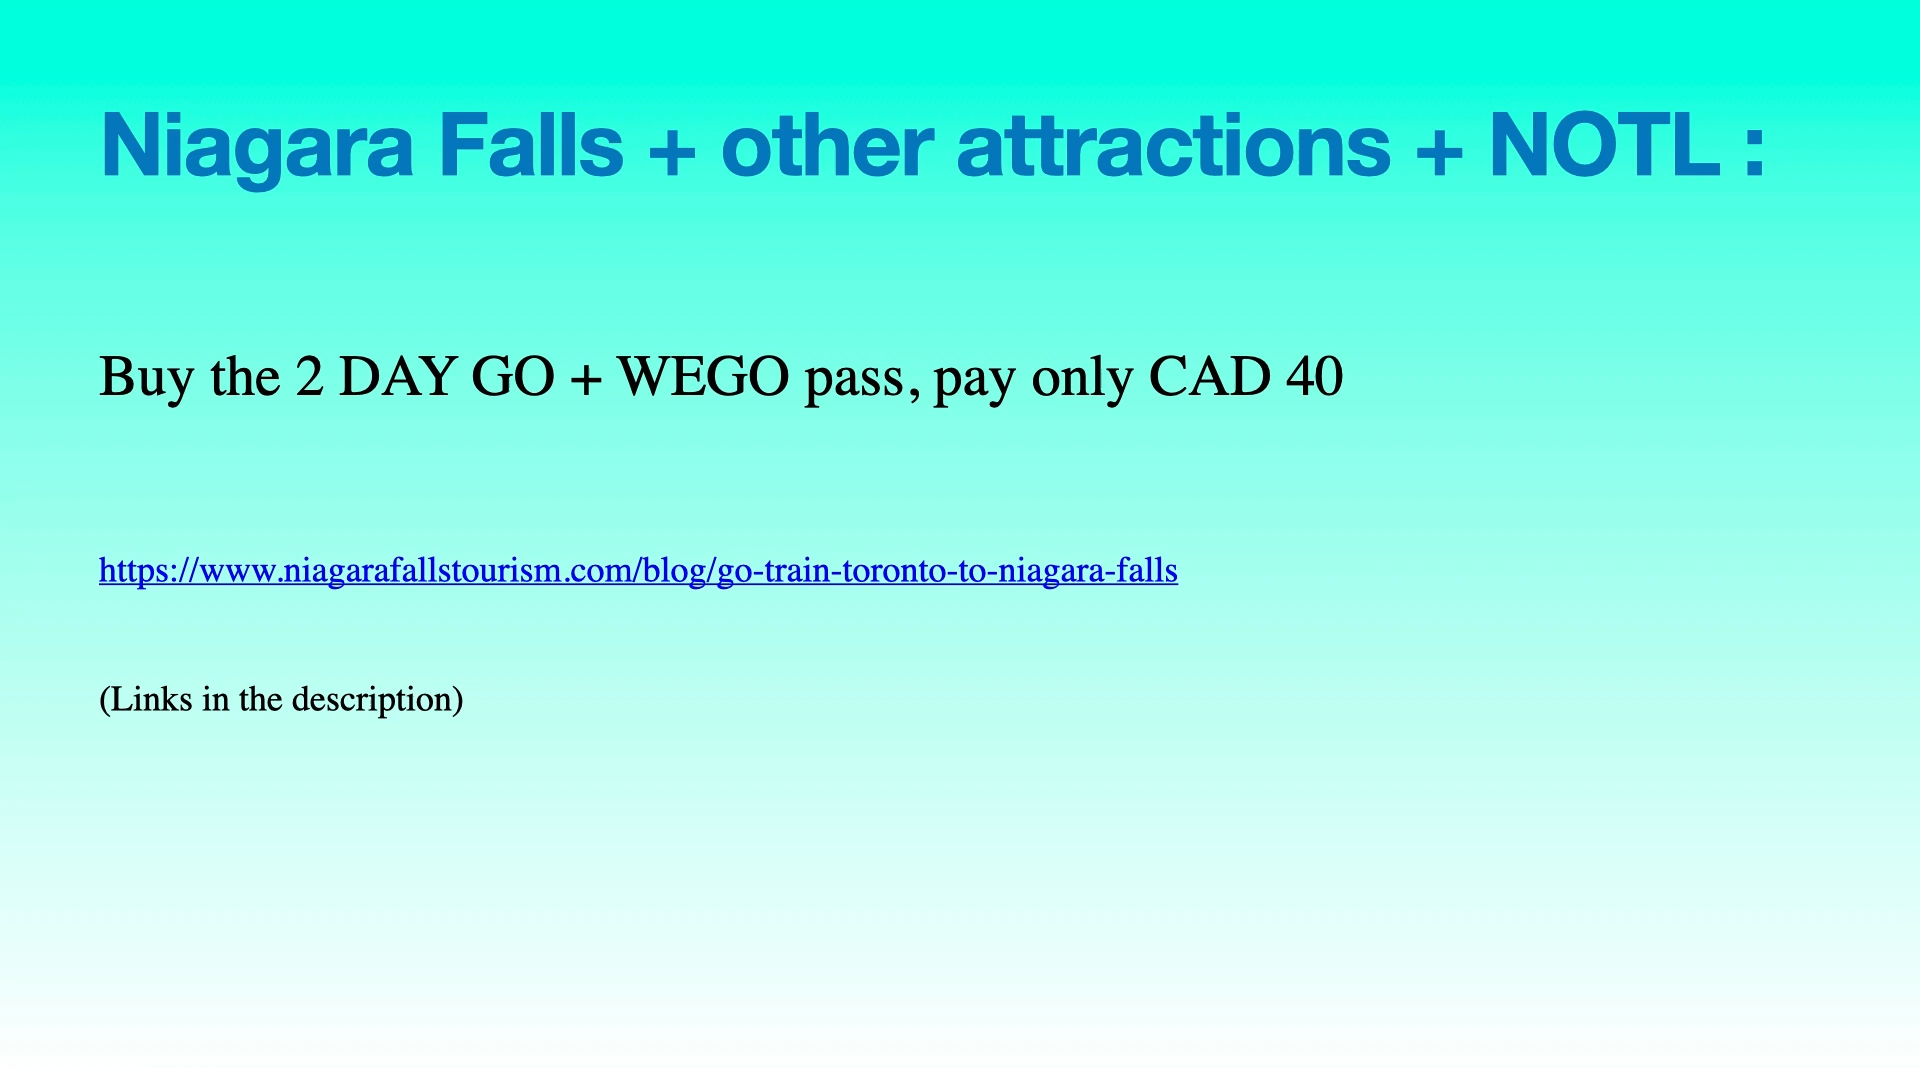 Niagara Falls + other attractions + NOTL :
Buy the 2 DAY GO + WEGO pass, pay only CAD 40
https://www.niagarafallstourism.com/blog/go-train-toronto-to-niagara-falls
(Links in the description)